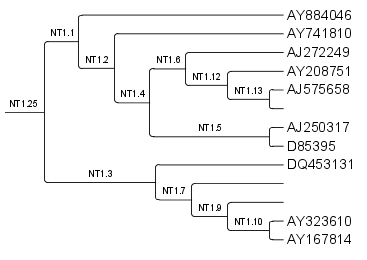 AY884046
NT1.1
AY741810
NT1.2
AJ272249
NT1.6
AY208751
NT1.12
AJ575658
NT1.13
NT1.4
NT1.25
AJ250317
NT1.5
D85395
DQ453131
NT1.3
NT1.7
NT1.9
AY323610
NT1.10
AY167814